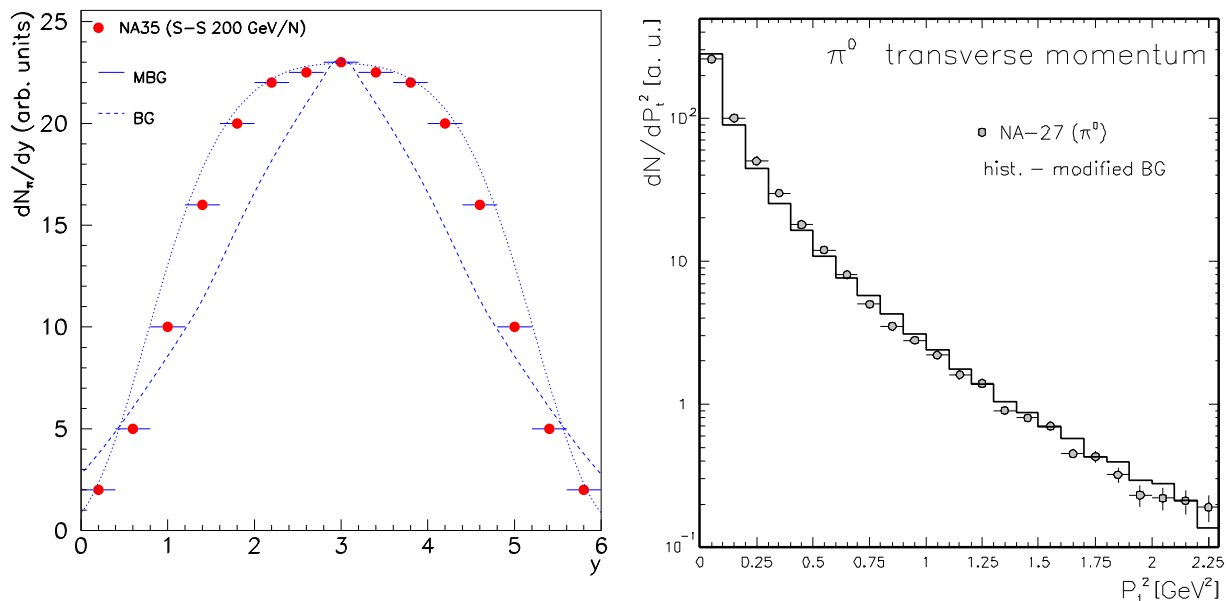 NA35 (S−S 200 GeV/N)
MBG
BG
dN_π/dy (arb. units)
25
20
15
10
5
0
0 1 2 3 4 5 6
y
π⁰ transverse momentum
NA−27 (π⁰)
hist. − modified BG
dN/dP_t² [a. u.]
10²
10
1
10⁻¹
0 0.25 0.5 0.75 1 1.25 1.5 1.75 2 2.25
P_t² [GeV²]